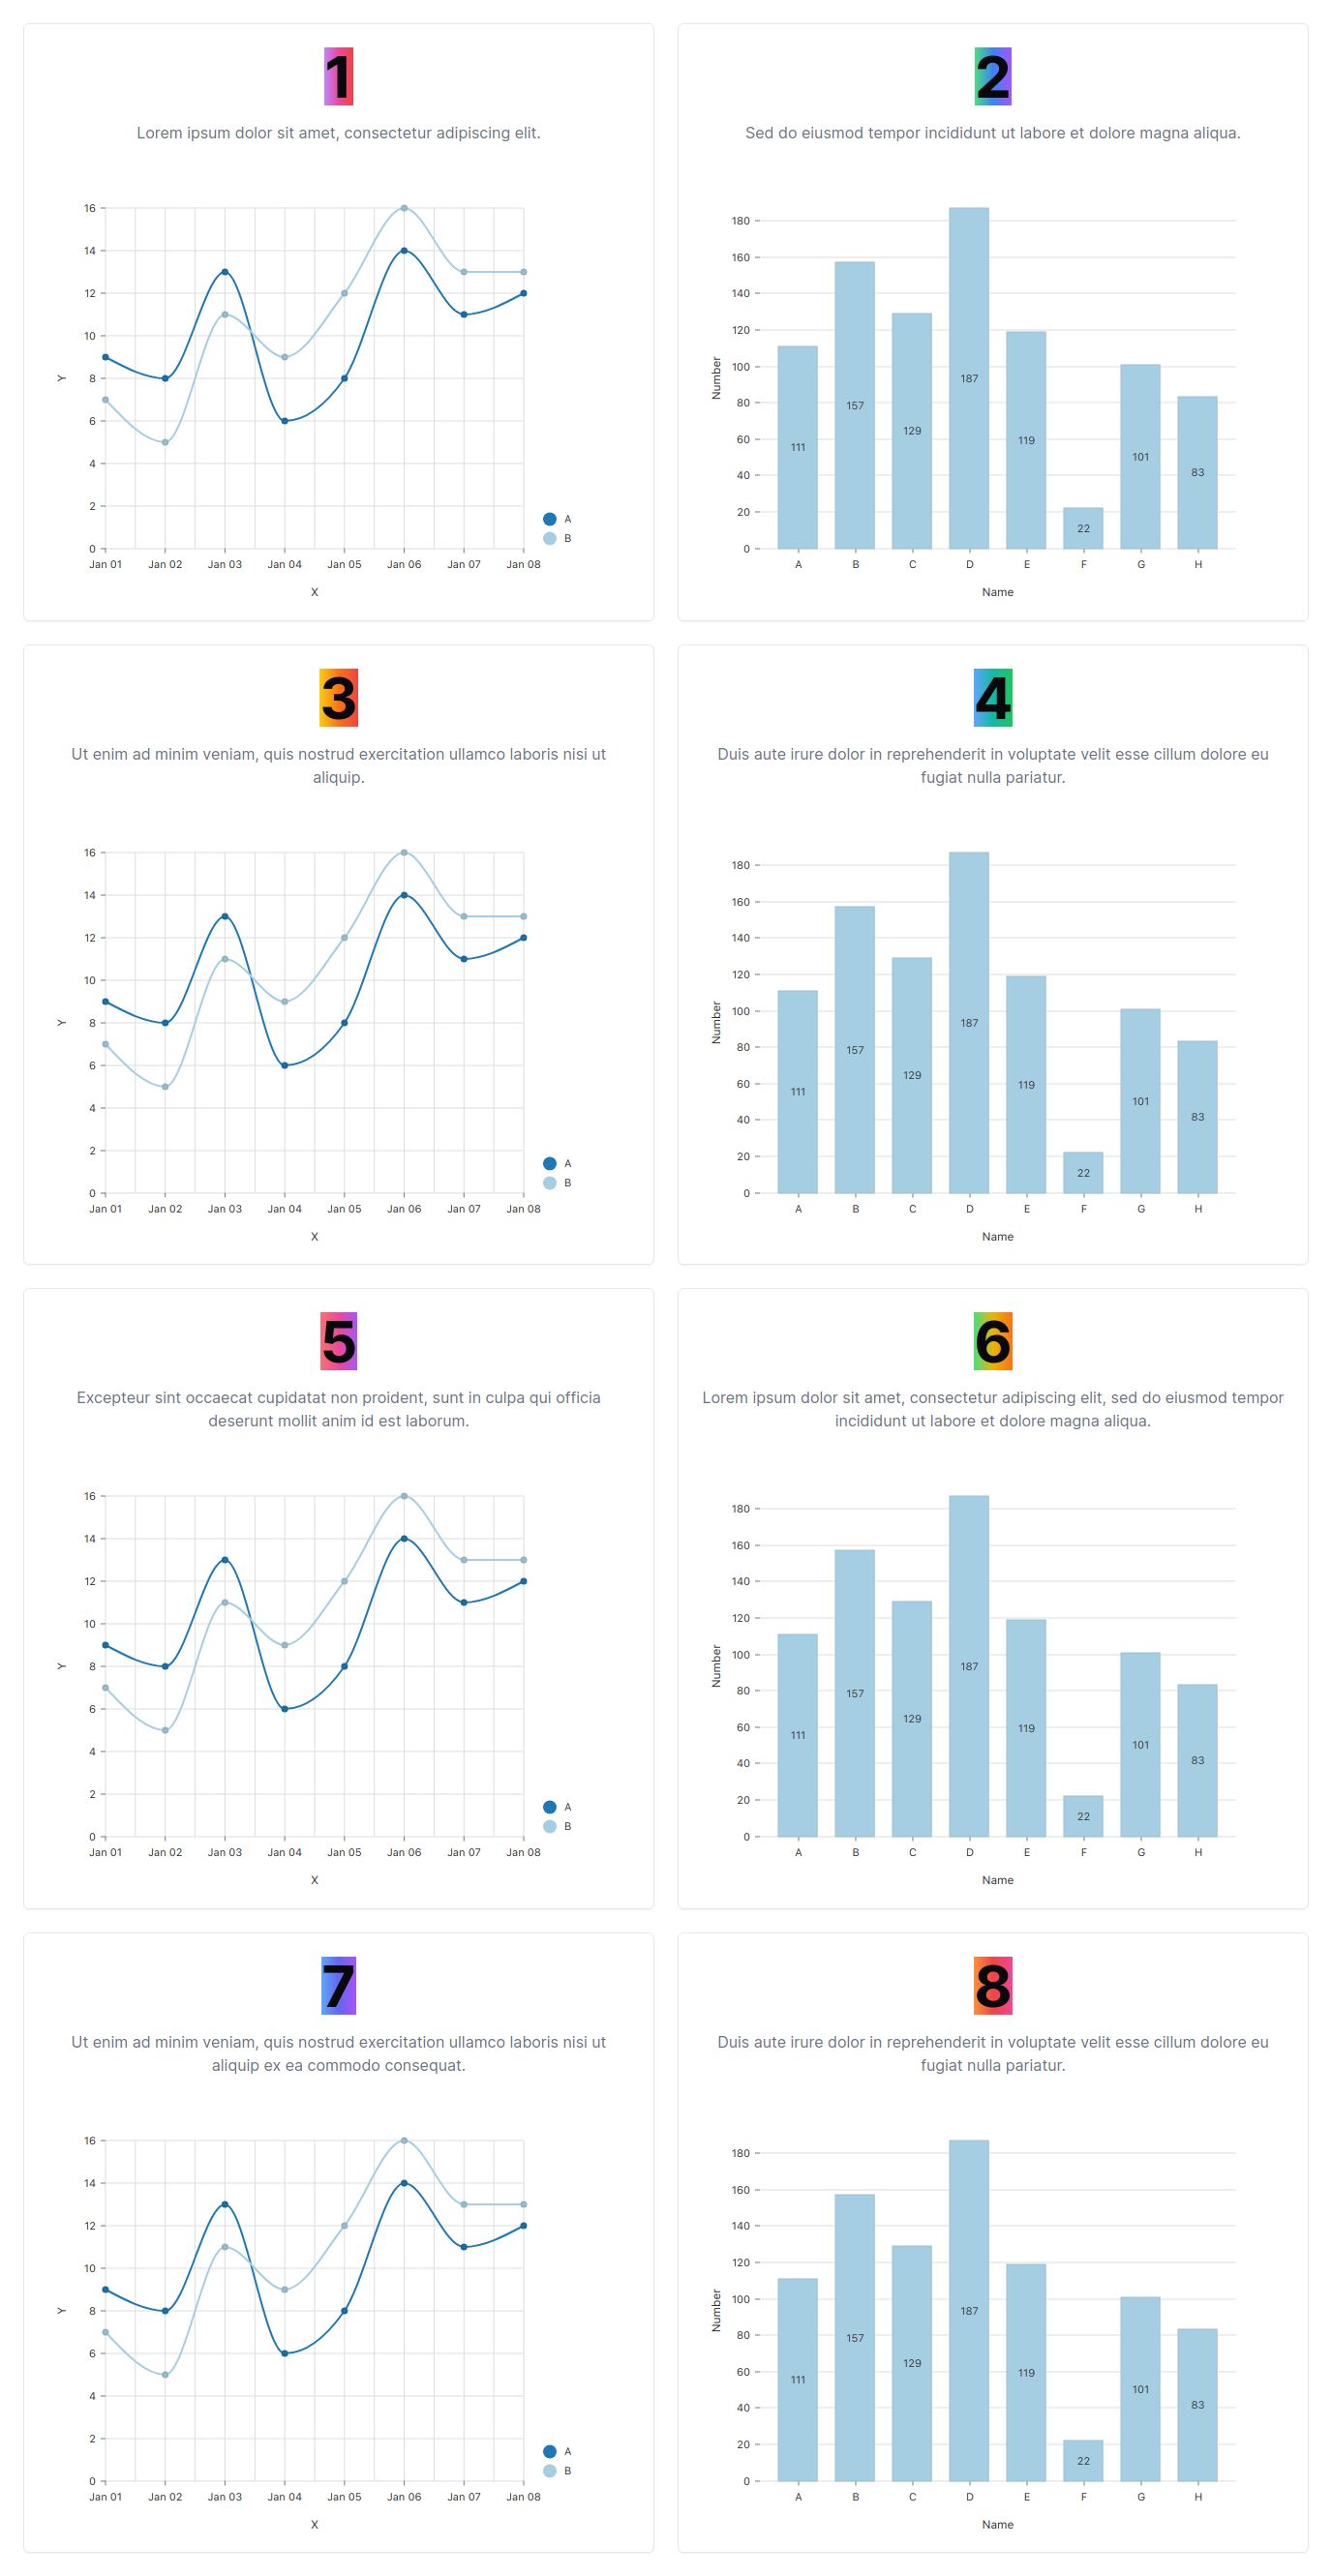 1
Lorem ipsum dolor sit amet, consectetur adipiscing elit.
16
14
12
10
8
6
4
2
0
Y
Jan 01 Jan 02 Jan 03 Jan 04 Jan 05 Jan 06 Jan 07 Jan 08
X
A
B
2
Sed do eiusmod tempor incididunt ut labore et dolore magna aliqua.
180
160
140
120
100
80
60
40
20
0
Number
111 157 129 187 119 22 101 83
A B C D E F G H
Name
3
Ut enim ad minim veniam, quis nostrud exercitation ullamco laboris nisi ut
aliquip.
16
14
12
10
8
6
4
2
0
Y
Jan 01 Jan 02 Jan 03 Jan 04 Jan 05 Jan 06 Jan 07 Jan 08
X
A
B
4
Duis aute irure dolor in reprehenderit in voluptate velit esse cillum dolore eu
fugiat nulla pariatur.
180
160
140
120
100
80
60
40
20
0
Number
111 157 129 187 119 22 101 83
A B C D E F G H
Name
5
Excepteur sint occaecat cupidatat non proident, sunt in culpa qui officia
deserunt mollit anim id est laborum.
16
14
12
10
8
6
4
2
0
Y
Jan 01 Jan 02 Jan 03 Jan 04 Jan 05 Jan 06 Jan 07 Jan 08
X
A
B
6
Lorem ipsum dolor sit amet, consectetur adipiscing elit, sed do eiusmod tempor
incididunt ut labore et dolore magna aliqua.
180
160
140
120
100
80
60
40
20
0
Number
111 157 129 187 119 22 101 83
A B C D E F G H
Name
7
Ut enim ad minim veniam, quis nostrud exercitation ullamco laboris nisi ut
aliquip ex ea commodo consequat.
16
14
12
10
8
6
4
2
0
Y
Jan 01 Jan 02 Jan 03 Jan 04 Jan 05 Jan 06 Jan 07 Jan 08
X
A
B
8
Duis aute irure dolor in reprehenderit in voluptate velit esse cillum dolore eu
fugiat nulla pariatur.
180
160
140
120
100
80
60
40
20
0
Number
111 157 129 187 119 22 101 83
A B C D E F G H
Name